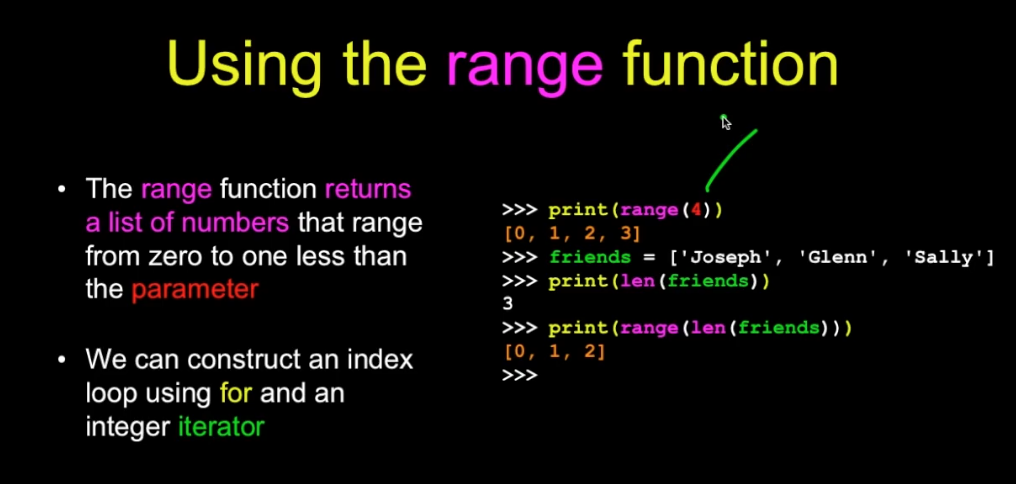 Using the range function
• The range function returns
a list of numbers that range
from zero to one less than
the parameter
• We can construct an index
loop using for and an
integer iterator
>>> print(range(4))
[0, 1, 2, 3]
>>> friends = ['Joseph', 'Glenn', 'Sally']
>>> print(len(friends))
3
>>> print(range(len(friends)))
[0, 1, 2]
>>>